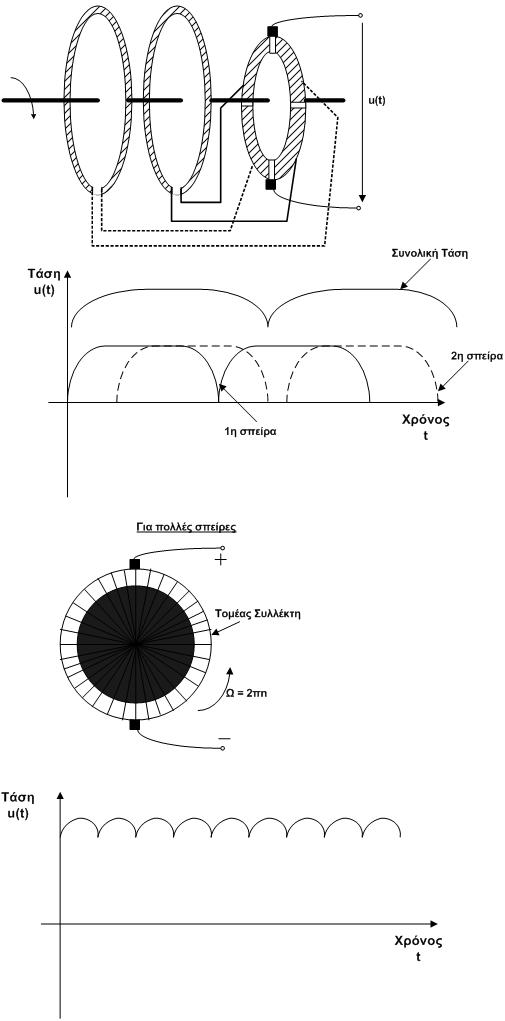 u(t)
Συνολική Τάση
Τάση
u(t)
2η σπείρα
Χρόνος
t
1η σπείρα
Για πολλές σπείρες
+
Τομέας Συλλέκτη
Ω = 2πn
−
Τάση
u(t)
Χρόνος
t